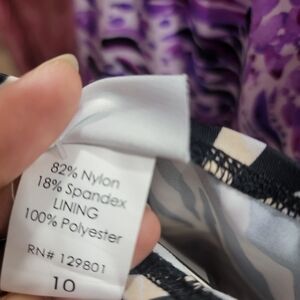 82% Nylon
18% Spandex
LINING
100% Polyester
RN# 129801
10